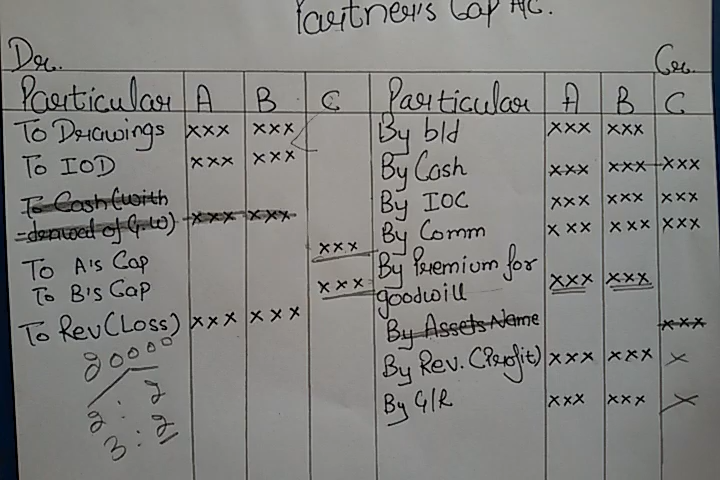 Partner's Cap A/C.
Dr. Cr.
Particular A B C Particular A B C
To Drawings xxx xxx By b/d xxx xxx
To IOD xxx xxx By Cash xxx xxx xxx
To Cash (with
drawed of G.W) xxx xxx By IOC xxx xxx xxx
By Comm xxx xxx xxx
To A's Cap xxx By Premium for
To B's Cap xxx goodwill xxx xxx
To Rev (Loss) xxx xxx By Assets Name xxx
20000 By Rev. (Profit) xxx xxx x
2 : 2 By G/R xxx xxx x
3 : 2